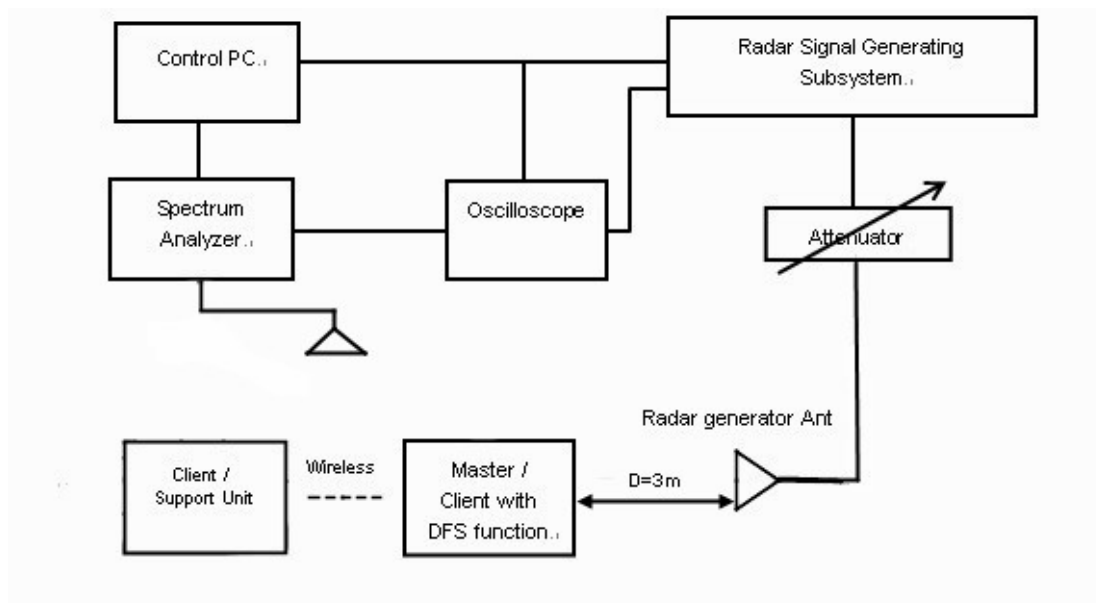 Control PC.
Radar Signal Generating
Subsystem.
Spectrum
Analyzer.
Oscilloscope
Attenuator
Radar generator Ant
Client /
Support Unit
Wireless
Master /
Client with
DFS function.
D=3m